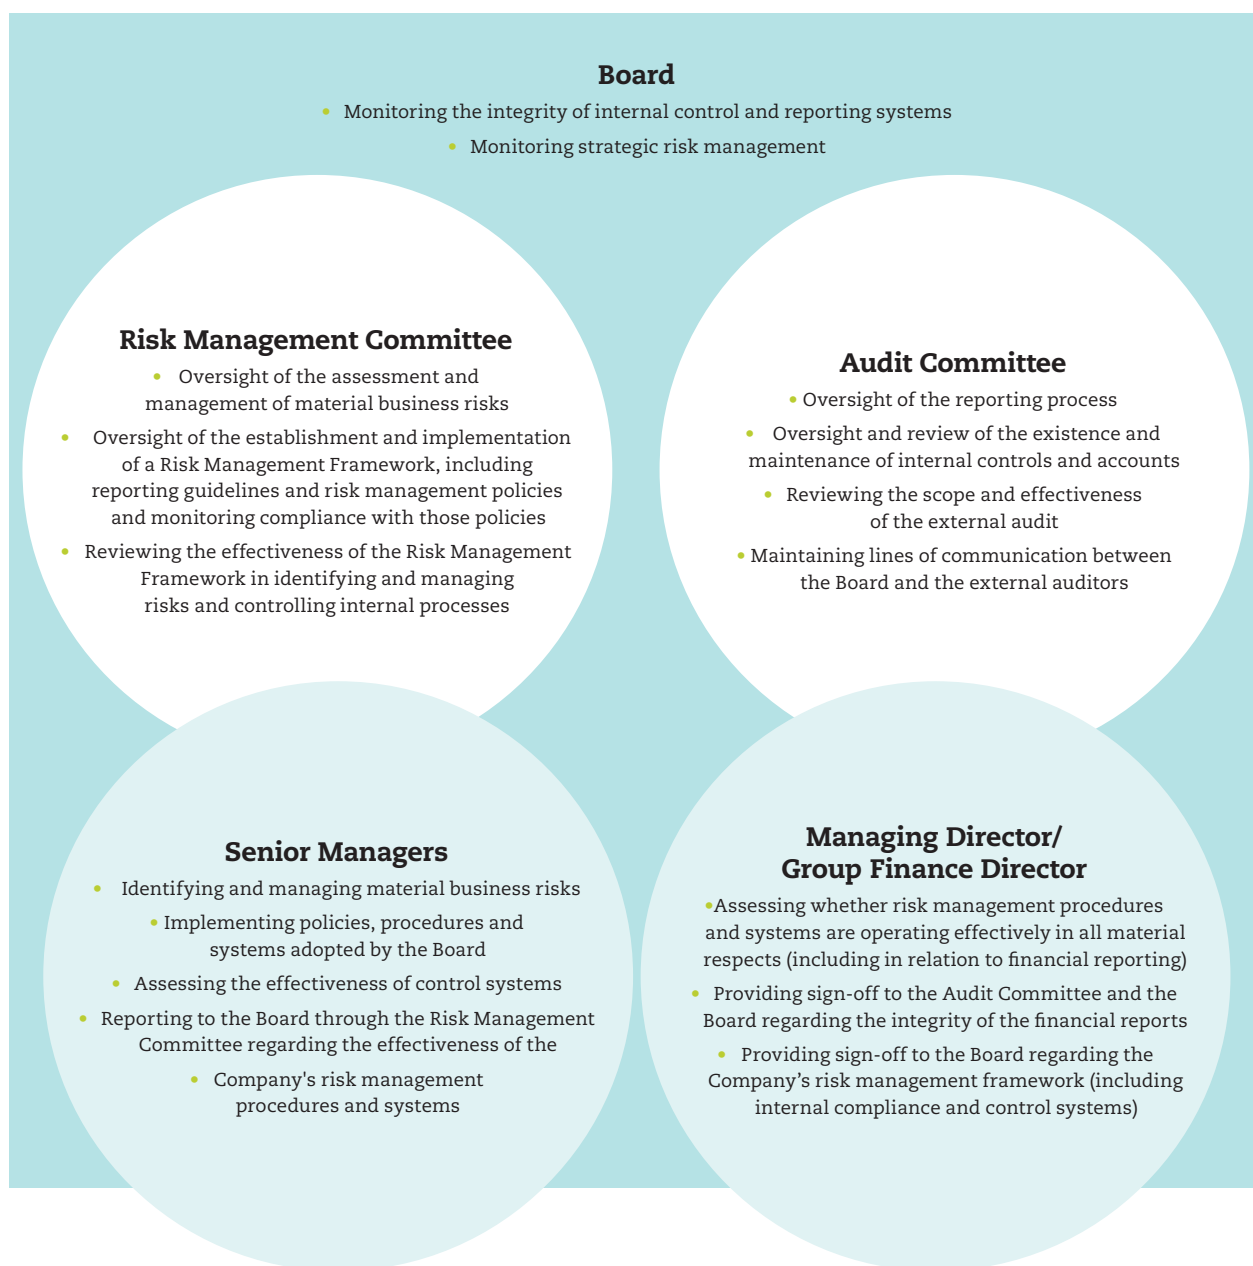 Board
• Monitoring the integrity of internal control and reporting systems
• Monitoring strategic risk management
Risk Management Committee
• Oversight of the assessment and
management of material business risks
• Oversight of the establishment and implementation
of a Risk Management Framework, including
reporting guidelines and risk management policies
and monitoring compliance with those policies
• Reviewing the effectiveness of the Risk Management
Framework in identifying and managing
risks and controlling internal processes
Audit Committee
• Oversight of the reporting process
• Oversight and review of the existence and
maintenance of internal controls and accounts
• Reviewing the scope and effectiveness
of the external audit
• Maintaining lines of communication between
the Board and the external auditors
Senior Managers
• Identifying and managing material business risks
• Implementing policies, procedures and
systems adopted by the Board
• Assessing the effectiveness of control systems
• Reporting to the Board through the Risk Management
Committee regarding the effectiveness of the
• Company's risk management
procedures and systems
Managing Director/
Group Finance Director
•Assessing whether risk management procedures
and systems are operating effectively in all material
respects (including in relation to financial reporting)
• Providing sign-off to the Audit Committee and the
Board regarding the integrity of the financial reports
• Providing sign-off to the Board regarding the
Company’s risk management framework (including
internal compliance and control systems)